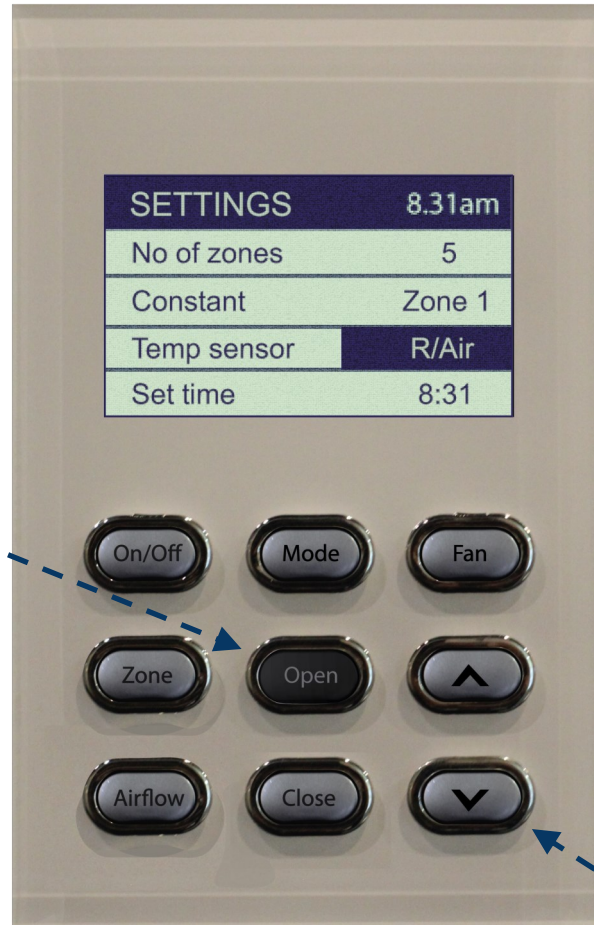 SETTINGS 8.31am
No of zones 5
Constant Zone 1
Temp sensor R/Air
Set time 8:31
On/Off Mode Fan
Zone Open
Airflow Close